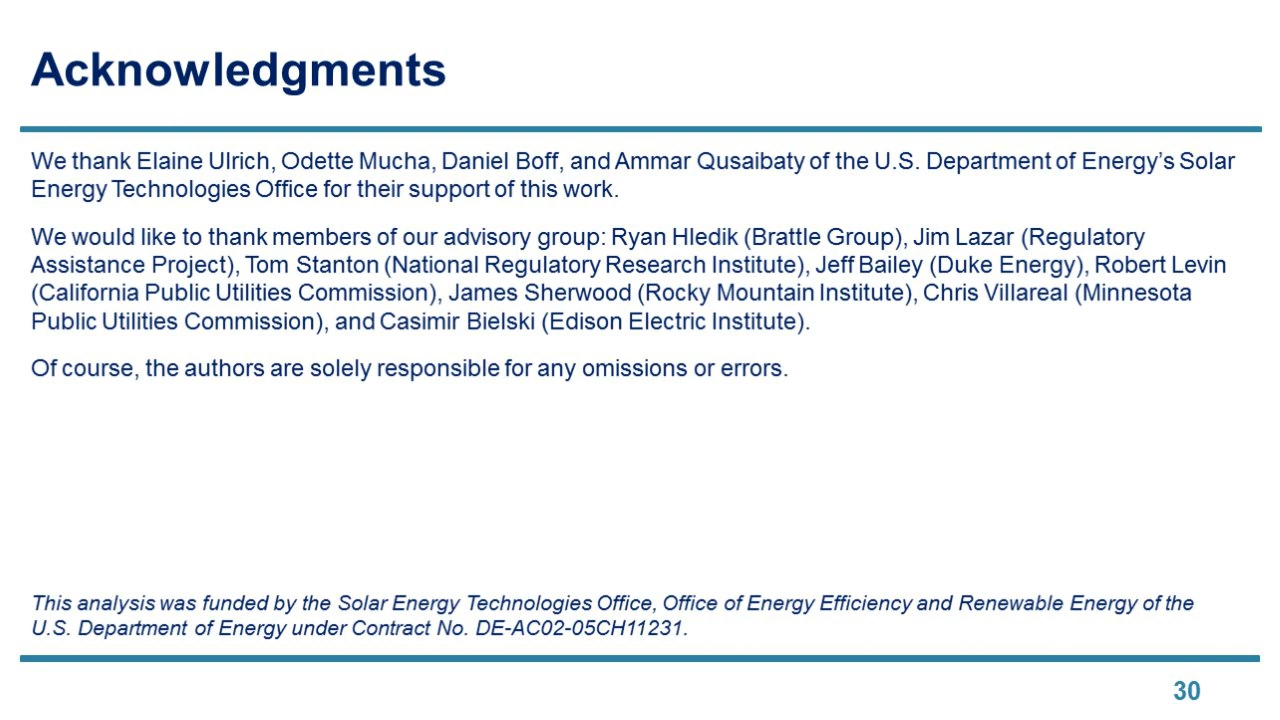 Acknowledgments
We thank Elaine Ulrich, Odette Mucha, Daniel Boff, and Ammar Qusaibaty of the U.S. Department of Energy’s Solar
Energy Technologies Office for their support of this work.
We would like to thank members of our advisory group: Ryan Hledik (Brattle Group), Jim Lazar (Regulatory
Assistance Project), Tom Stanton (National Regulatory Research Institute), Jeff Bailey (Duke Energy), Robert Levin
(California Public Utilities Commission), James Sherwood (Rocky Mountain Institute), Chris Villareal (Minnesota
Public Utilities Commission), and Casimir Bielski (Edison Electric Institute).
Of course, the authors are solely responsible for any omissions or errors.
This analysis was funded by the Solar Energy Technologies Office, Office of Energy Efficiency and Renewable Energy of the
U.S. Department of Energy under Contract No. DE-AC02-05CH11231.
30